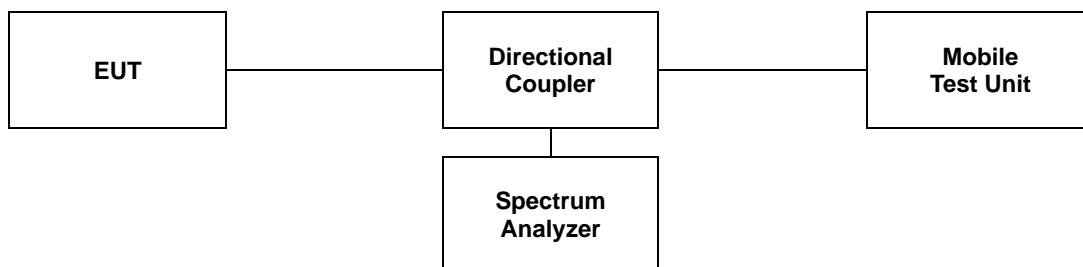 EUT
Directional
Coupler
Mobile
Test Unit
Spectrum
Analyzer